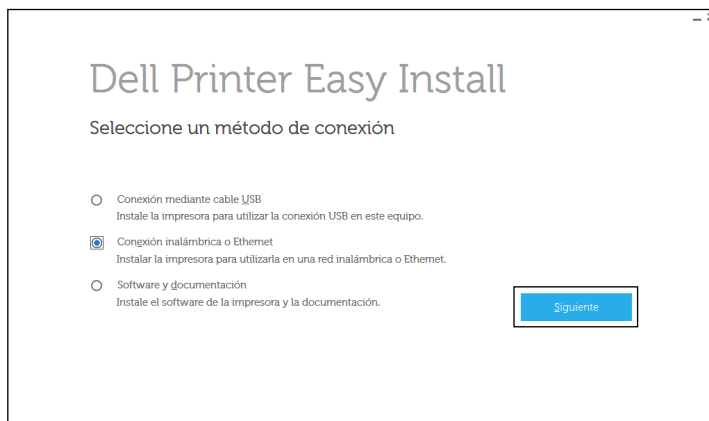 Dell Printer Easy Install
Seleccione un método de conexión
Conexión mediante cable USB
Instale la impresora para utilizar la conexión USB en este equipo.
Conexión inalámbrica o Ethernet
Instalar la impresora para utilizarla en una red inalámbrica o Ethernet.
Software y documentación
Instale el software de la impresora y la documentación.
Siguiente